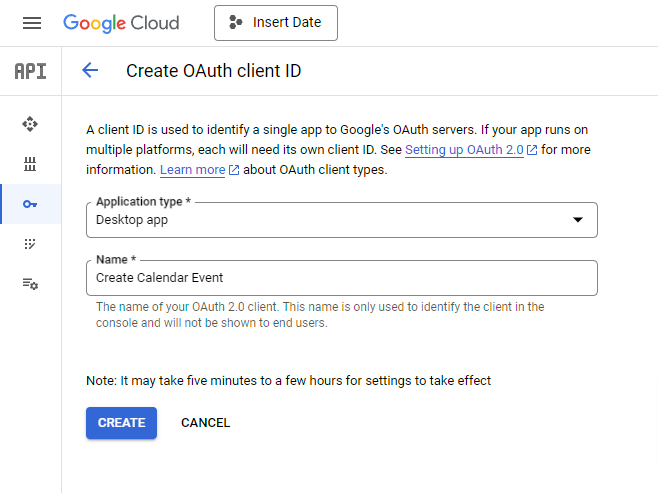 Google Cloud
Insert Date
API
Create OAuth client ID
A client ID is used to identify a single app to Google's OAuth servers. If your app runs on
multiple platforms, each will need its own client ID. See Setting up OAuth 2.0 for more
information. Learn more about OAuth client types.
Application type *
Desktop app
Name *
Create Calendar Event
The name of your OAuth 2.0 client. This name is only used to identify the client in the
console and will not be shown to end users.
Note: It may take five minutes to a few hours for settings to take effect
CREATE
CANCEL